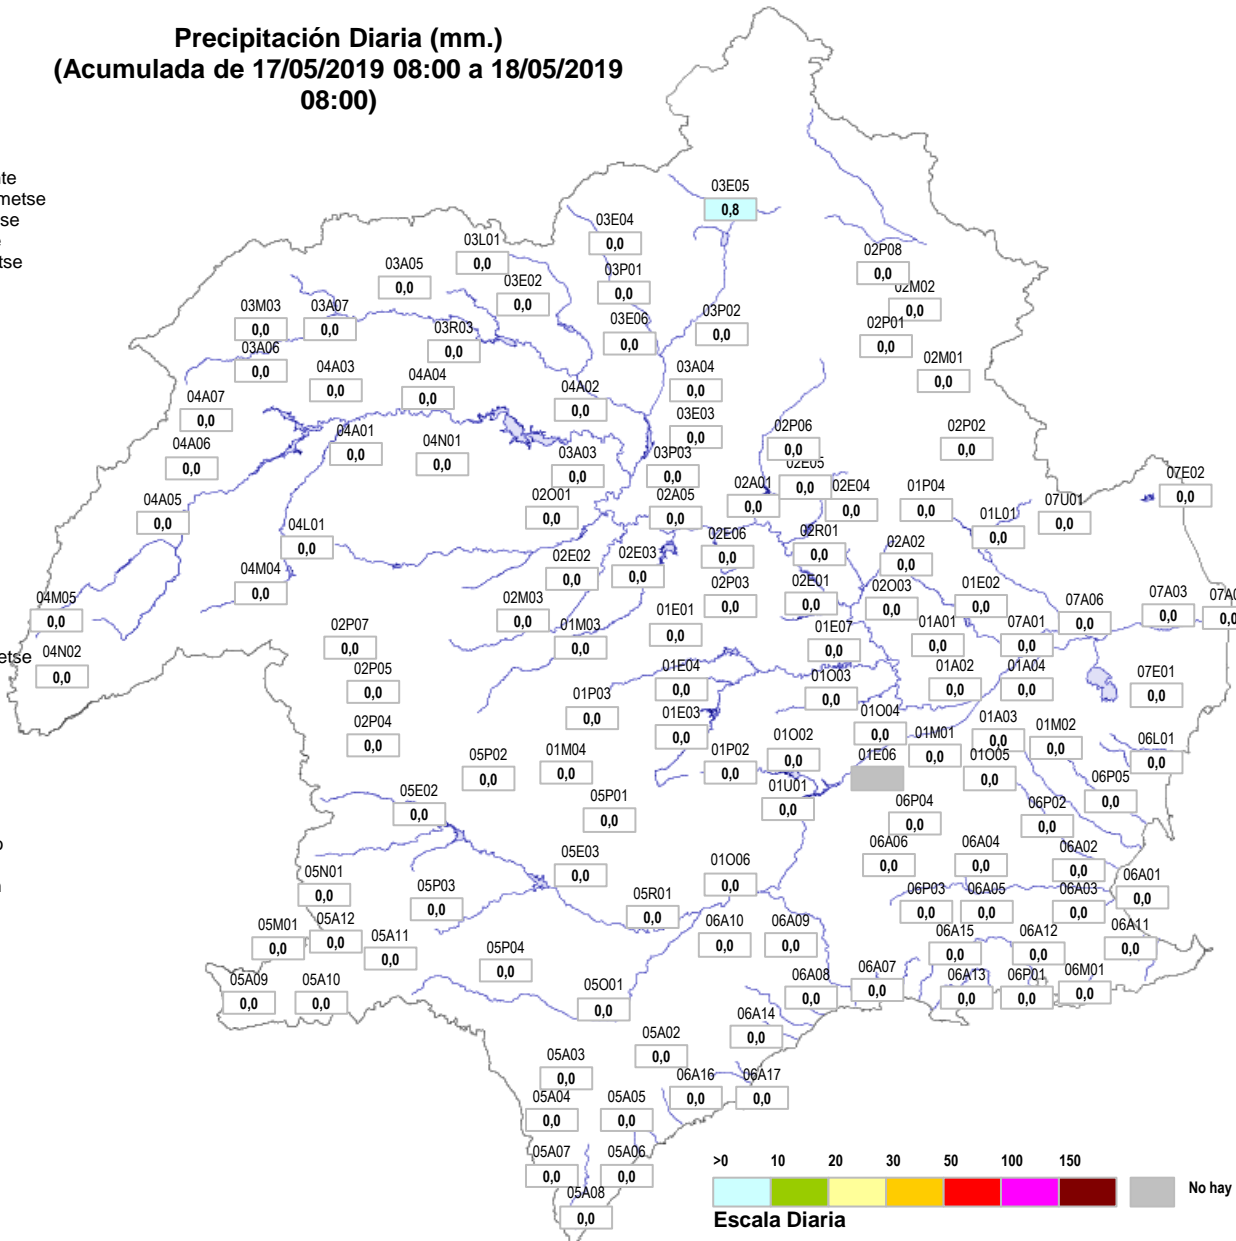 Precipitación Diaria (mm.)
(Acumulada de 17/05/2019 08:00 a 18/05/2019
08:00)
03E05
0,8
03E04
0,0
03L01
0,0
02P08
0,0
03A05
0,0
03E02
0,0
03P01
0,0
02M02
0,0
03M03
0,0
03A07
0,0
03R03
0,0
03E06
0,0
03P02
0,0
02P01
0,0
03A06
0,0
04A03
0,0
04A04
0,0
04A02
0,0
03A04
0,0
02M01
0,0
04A07
0,0
03E03
0,0
04A06
0,0
04A01
0,0
04N01
0,0
03A03
0,0
03P03
0,0
02P06
0,0
02P02
0,0
02E05
0,0
07E02
0,0
04A05
0,0
02O01
0,0
02A05
0,0
02A01
0,0
02E04
0,0
01P04
0,0
01L01
0,0
07U01
0,0
04L01
0,0
02E02
0,0
02E03
0,0
02E06
0,0
02R01
0,0
02A02
0,0
04M04
0,0
04M05
0,0
02M03
0,0
01M03
0,0
01E01
0,0
02P03
0,0
02E01
0,0
02O03
0,0
01E02
0,0
07A06
0,0
07A03
0,0
04N02
0,0
02P07
0,0
01E07
0,0
01A01
0,0
07A01
0,0
etse
02P05
0,0
01P03
0,0
01E04
0,0
01O03
0,0
01A02
0,0
01A04
0,0
07E01
0,0
02P04
0,0
01E03
0,0
01O04
0,0
01A03
0,0
01M02
0,0
05P02
0,0
01M04
0,0
01P02
0,0
01O02
0,0
01E06
01M01
0,0
01O05
0,0
06L01
0,0
05E02
0,0
05P01
0,0
01U01
0,0
06P04
0,0
06P02
0,0
06P05
0,0
05E03
0,0
01O06
0,0
06A06
0,0
06A04
0,0
06A02
0,0
05N01
0,0
05P03
0,0
05R01
0,0
06P03
0,0
06A05
0,0
06A03
0,0
06A01
0,0
05M01
0,0
05A12
0,0
05A11
0,0
05P04
0,0
06A10
0,0
06A09
0,0
06A15
0,0
06A12
0,0
06A11
0,0
05A09
0,0
05A10
0,0
05O01
0,0
06A08
0,0
06A07
0,0
06A13
0,0
06P01
0,0
06M01
0,0
05A02
0,0
06A14
0,0
05A03
0,0
06A16
0,0
06A17
0,0
05A04
0,0
05A05
0,0
05A07
0,0
05A06
0,0
05A08
0,0
>0 10 20 30 50 100 150
No hay
Escala Diaria